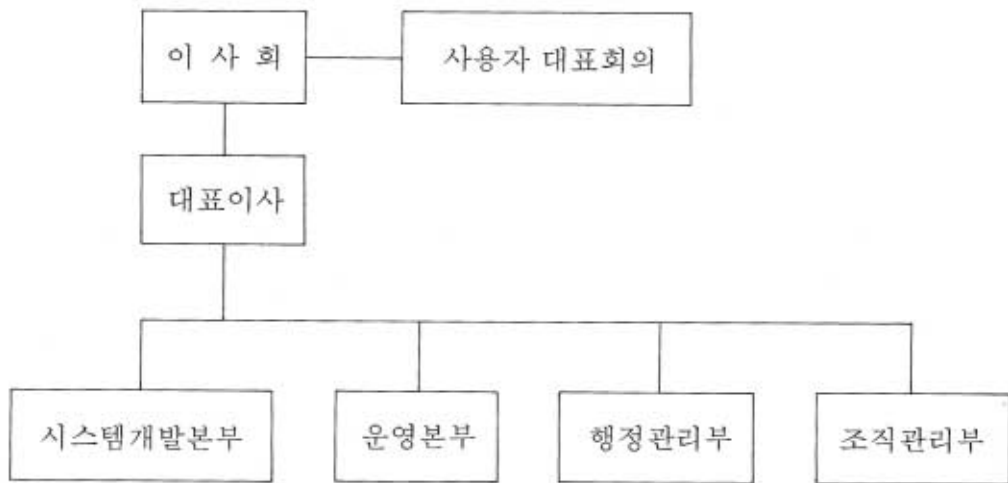 이 사 회
사용자 대표회의
대표이사
시스템개발본부
운영본부
행정관리부
조직관리부